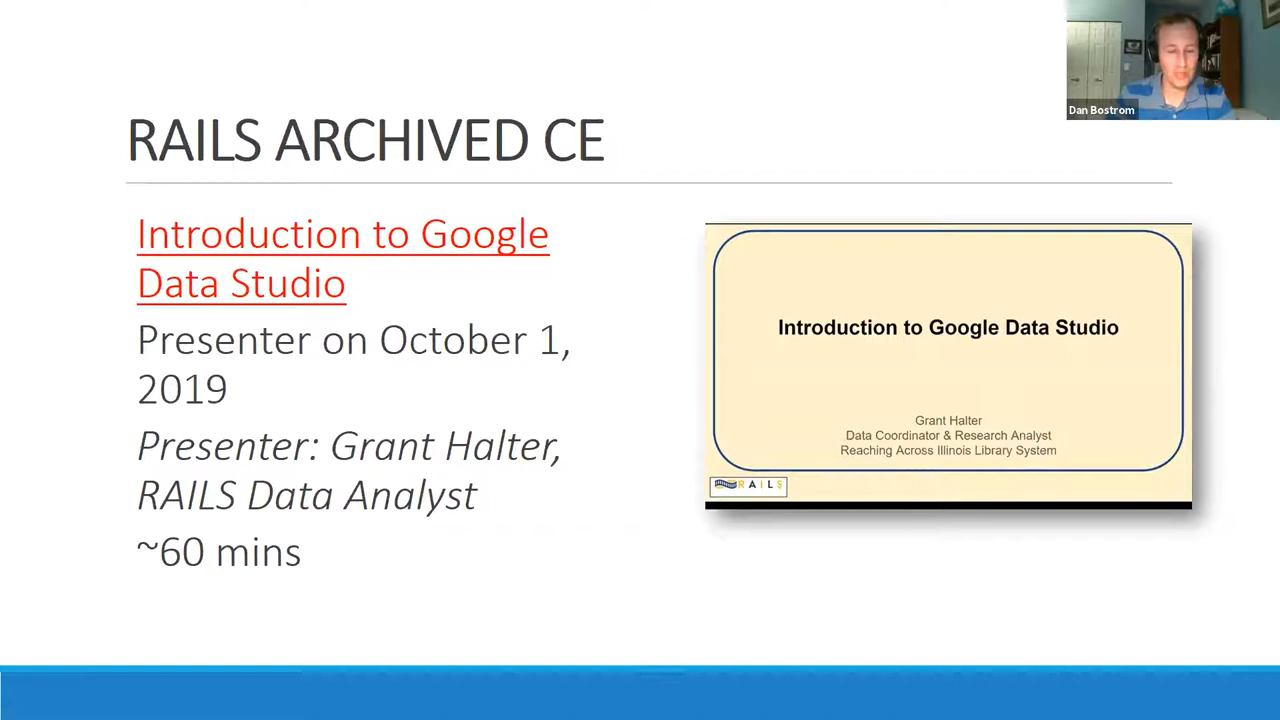 Dan Bostrom
RAILS ARCHIVED CE
Introduction to Google
Data Studio
Presenter on October 1,
2019
Presenter: Grant Halter,
RAILS Data Analyst
~60 mins
Introduction to Google Data Studio
Grant Halter
Data Coordinator & Research Analyst
Reaching Across Illinois Library System
RAILS